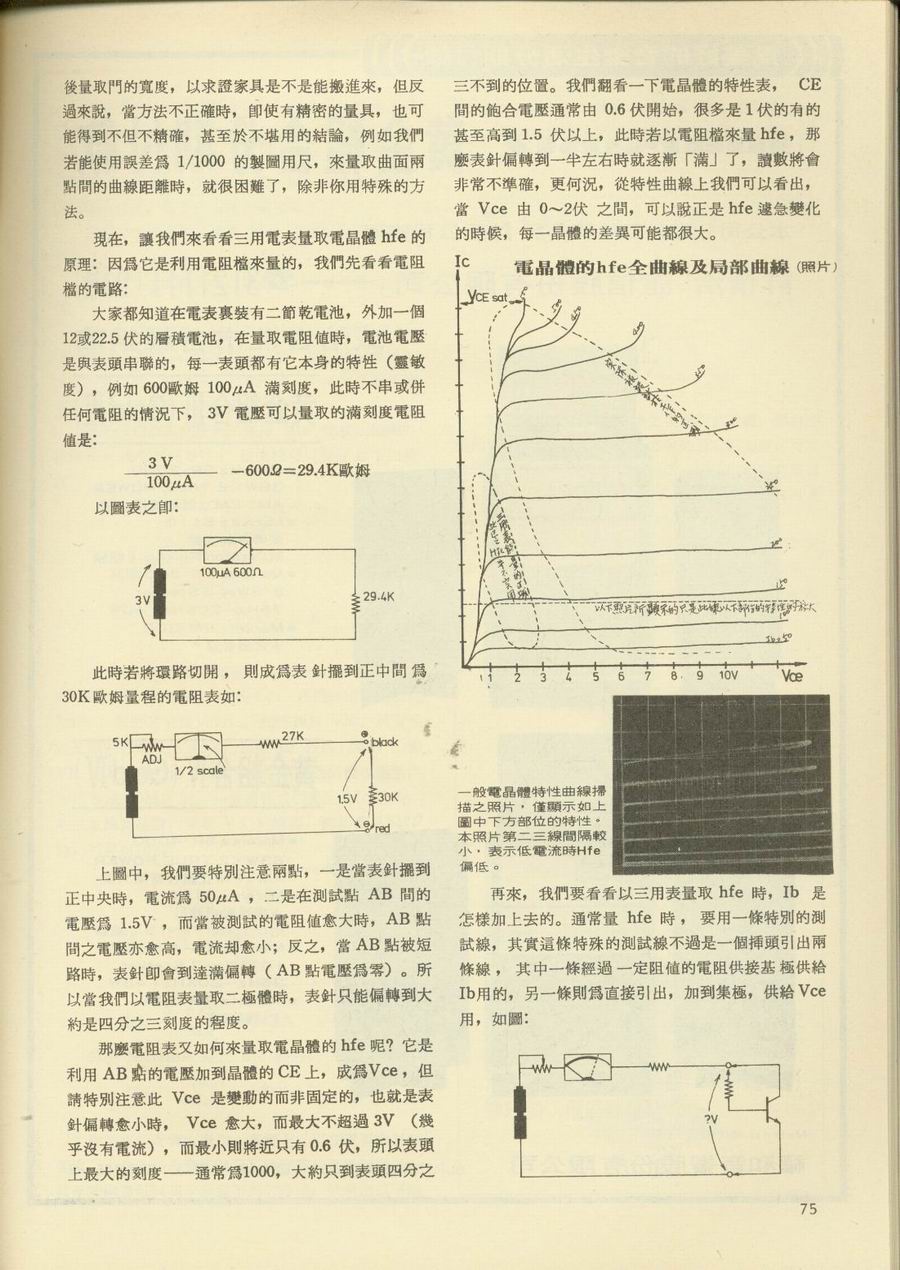 後量取門的寬度，以求證家具是不是能搬進來，但反
過來說，當方法不正確時，卽使有精密的量具，也可
能得到不但不精確，甚至於不堪用的結論，例如我們
若能使用誤差爲 1/1000 的製圖用尺，來量取曲面兩
點間的曲線距離時，就很困難了，除非你用特殊的方
法。
現在，讓我們來看看三用電表量取電晶體 hfe 的
原理：因爲它是利用電阻檔來量的，我們先看看電阻
檔的電路：
大家都知道在電表裏裝有二節乾電池，外加一個
12或22.5 伏的層積電池，在量取電阻値時，電池電壓
是與表頭串聯的，每一表頭都有它本身的特性（靈敏
度），例如 600歐姆 100μA 滿刻度，此時不串或併
任何電阻的情況下， 3V 電壓可以量取的滿刻度電阻
値是：
3 V
100μA
−600Ω＝29.4K歐姆
以圖表之卽：
100μA 600Ω
3V
29.4K
此時若將環路切開， 則成爲表針擺到正中間爲
30K 歐姆量程的電阻表如：
5K
ADJ
1/2 scale
27K
⊕
black
1.5V
30K
⊖
red
上圖中，我們要特別注意兩點，一是當表針擺到
正中央時，電流爲 50μA ，二是在測試點 AB 間的
電壓爲 1.5V ，而當被測試的電阻値愈大時，AB 點
間之電壓亦愈高，電流却愈小；反之，當 AB點被短
路時，表針卽會到達滿偏轉（AB點電壓爲零）。所
以當我們以電阻表量取二極體時，表針只能偏轉到大
約是四分之三刻度的程度。
那麼電阻表又如何來量取電晶體的 hfe 呢？它是
利用 AB 點的電壓加到晶體的 CE 上，成爲Vce，但
請特別注意此 Vce 是變動的而非固定的，也就是表
針偏轉愈小時， Vce 愈大，而最大不超過 3V （幾
乎沒有電流），而最小則將近只有 0.6 伏，所以表頭
上最大的刻度──通常爲1000，大約只到表頭四分之
三不到的位置。我們翻看一下電晶體的特性表， CE
間的飽合電壓通常由 0.6 伏開始，很多是 1 伏的有的
甚至高到 1.5 伏以上，此時若以電阻檔來量 hfe ，那
麼表針偏轉到一半左右時就逐漸「滿」了，讀數將會
非常不準確，更何況，從特性曲線上我們可以看出，
當 Vce 由 0～2伏 之間，可以說正是 hfe 遽急變化
的時候，每一晶體的差異可能都很大。
電晶體的hfe全曲線及局部曲線（照片）
Ic
VCE sat
以下照片所顯示的只是此線以下部份的特性的放大
Ib=5
1 2 3 4 5 6 7 8 9 10V Vce
一般電晶體特性曲線掃
描之照片，僅顯示如上
圖中下方部位的特性。
本照片第二三線間隔較
小，表示低電流時Hfe
偏低。
再來，我們要看看以三用表量取 hfe 時，Ib 是
怎樣加上去的。通常量 hfe 時， 要用一條特別的測
試線，其實這條特殊的測試線不過是一個揷頭引出兩
條線， 其中一條經過一定阻値的電阻供接基極供給
Ib用的，另一條則爲直接引出，加到集極，供給 Vce
用，如圖：
?V
75